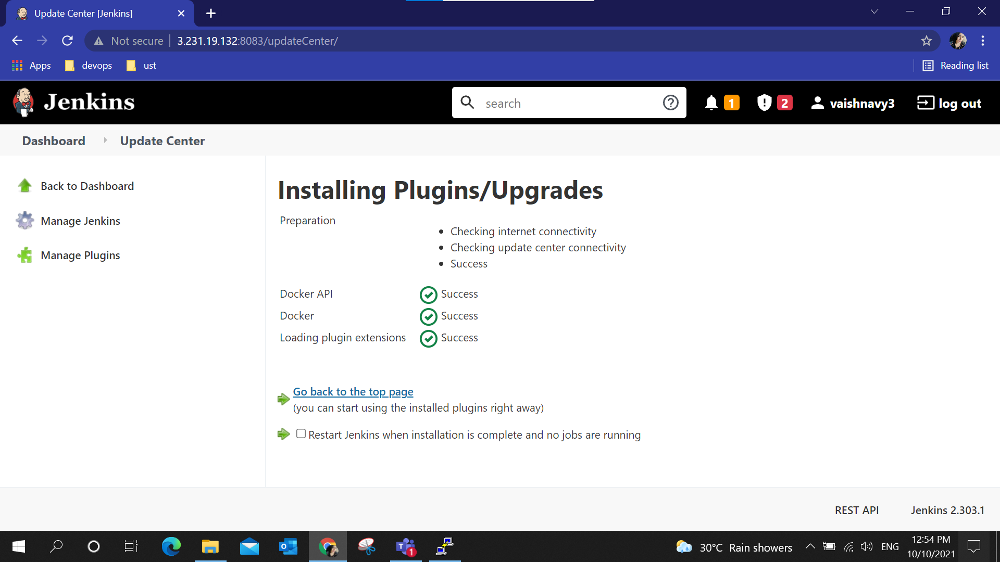 Update Center [Jenkins]
Not secure
3.231.19.132:8083/updateCenter/
Apps
devops
ust
Reading list
Jenkins
search
1
2
vaishnavy3
log out
Dashboard
Update Center
Back to Dashboard
Manage Jenkins
Manage Plugins
Installing Plugins/Upgrades
Preparation
Checking internet connectivity
Checking update center connectivity
Success
Docker API Success
Docker Success
Loading plugin extensions Success
Go back to the top page
(you can start using the installed plugins right away)
Restart Jenkins when installation is complete and no jobs are running
REST API
Jenkins 2.303.1
1
30°C Rain showers
ENG
12:54 PM
10/10/2021